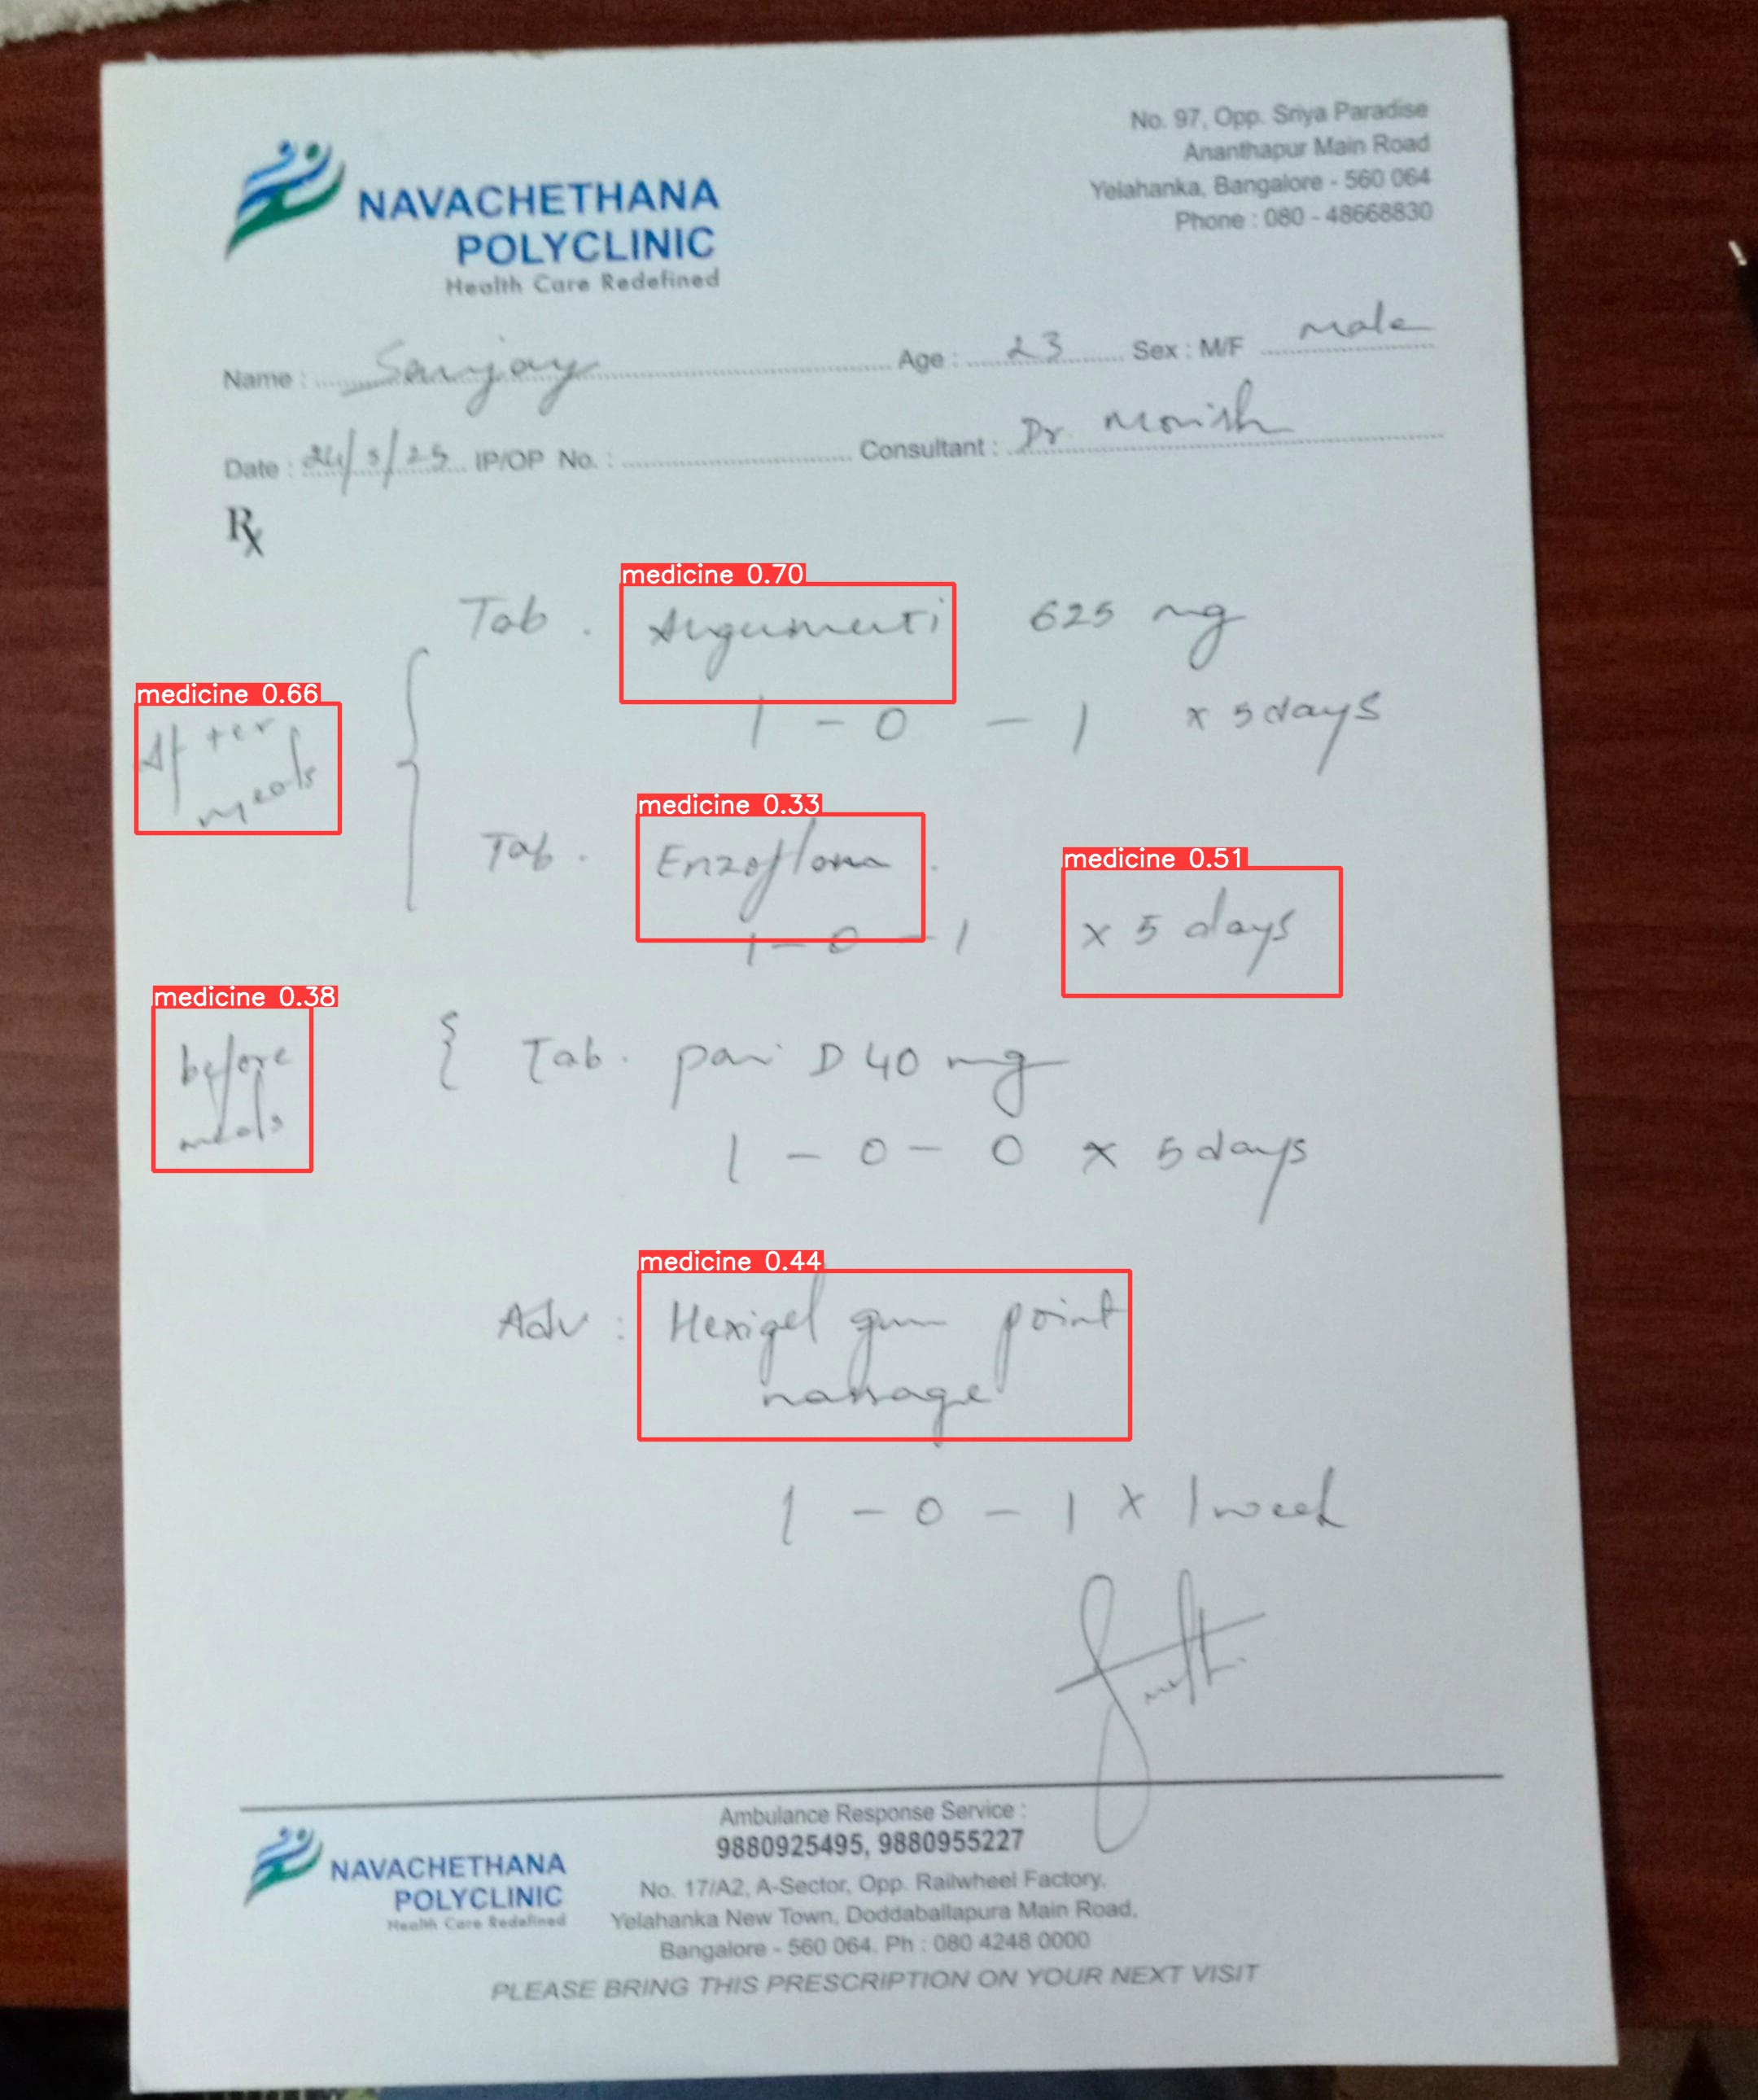 No. 97, Opp. Sriya Paradise
Ananthapur Main Road
Yelahanka, Bangalore - 560 064
Phone : 080 - 48668830
NAVACHETHANA
POLYCLINIC
Health Care Redefined
Name : Sanjay Age : 23 Sex : M/F male
Date : 24/3/25 IP/OP No. : Consultant : Dr Monish
Rx
medicine 0.70
Tab . 625 mg
medicine 0.66
After
meals
1 - 0 - 1 x 5 days
medicine 0.33
Tab . Enzoflam .
medicine 0.51
1 - 0 - 1 x 5 days
medicine 0.38
before
meals
{ Tab . pan D 40 mg
1 - 0 - 0 x 5 days
medicine 0.44
Adv : Hexigel gum point
massage
1 - 0 - 1 x 1 week
Ambulance Response Service :
9880925495, 9880955227
NAVACHETHANA
POLYCLINIC
Health Care Redefined
No. 17/A2, A-Sector, Opp. Railwheel Factory,
Yelahanka New Town, Doddaballapura Main Road,
Bangalore - 560 064. Ph : 080 4248 0000
PLEASE BRING THIS PRESCRIPTION ON YOUR NEXT VISIT